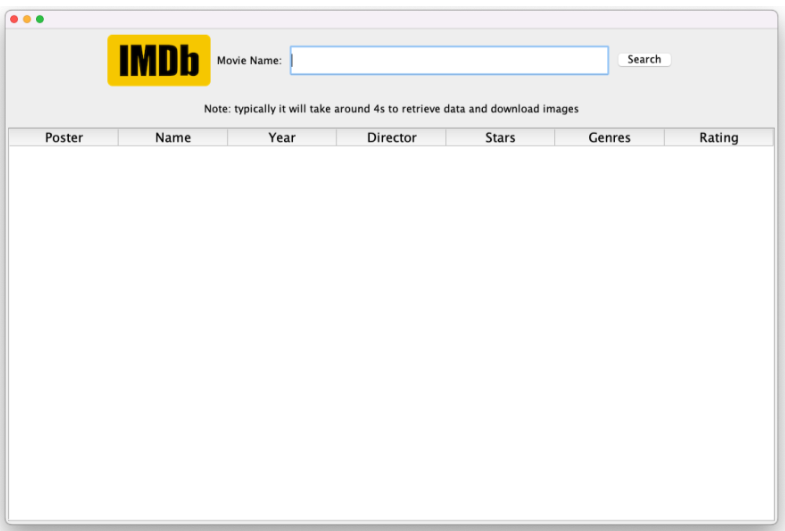 IMDb Movie Name: Search
Note: typically it will take around 4s to retrieve data and download images
Poster Name Year Director Stars Genres Rating